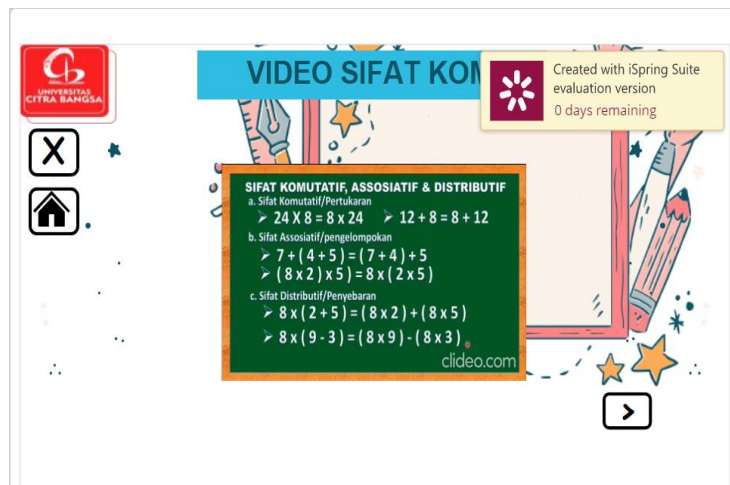 UNIVERSITAS
CITRA BANGSA
VIDEO SIFAT
Created with iSpring Suite
evaluation version
0 days remaining
X
SIFAT KOMUTATIF, ASSOSIATIF & DISTRIBUTIF
a. Sifat Komutatif/Pertukaran
➢ 24 X 8 = 8 x 24 ➢ 12 + 8 = 8 + 12
b. Sifat Assosiatif/pengelompokan
➢ 7 + ( 4 + 5 ) = ( 7 + 4 ) + 5
➢ ( 8 x 2 ) x 5 ) = 8 x ( 2 x 5 )
c. Sifat Distributif/Penyebaran
➢ 8 x ( 2 + 5 ) = ( 8 x 2 ) + ( 8 x 5 )
➢ 8 x ( 9 - 3 ) = ( 8 x 9 ) - ( 8 x 3 )
clideo.com
>